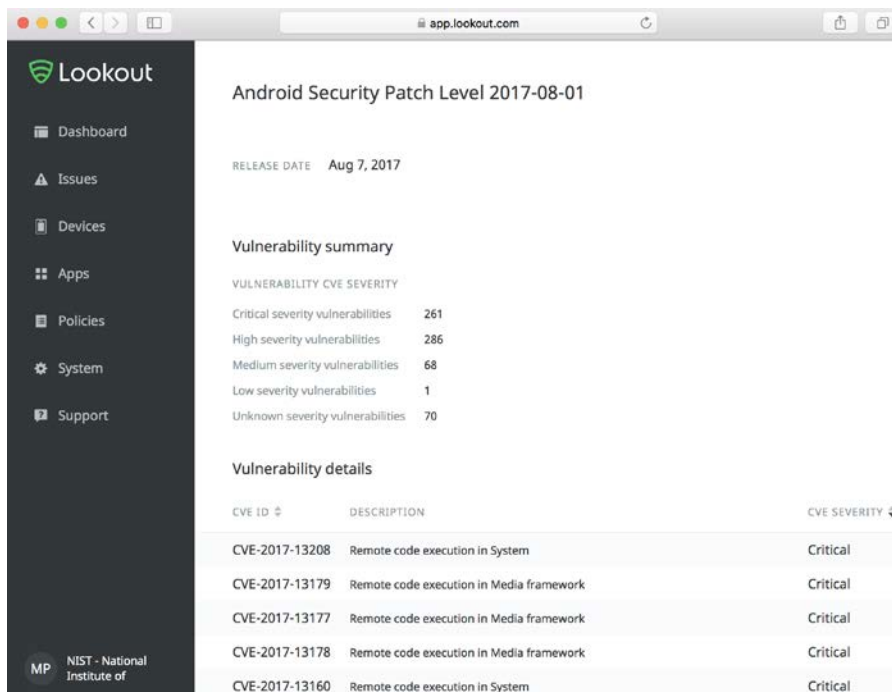 app.lookout.com
Lookout
Dashboard
Issues
Devices
Apps
Policies
System
Support
MP
NIST - National
Institute of
Android Security Patch Level 2017-08-01
RELEASE DATE Aug 7, 2017
Vulnerability summary
VULNERABILITY CVE SEVERITY
Critical severity vulnerabilities 261
High severity vulnerabilities 286
Medium severity vulnerabilities 68
Low severity vulnerabilities 1
Unknown severity vulnerabilities 70
Vulnerability details
CVE ID DESCRIPTION CVE SEVERITY
CVE-2017-13208 Remote code execution in System Critical
CVE-2017-13179 Remote code execution in Media framework Critical
CVE-2017-13177 Remote code execution in Media framework Critical
CVE-2017-13178 Remote code execution in Media framework Critical
CVE-2017-13160 Remote code execution in System Critical